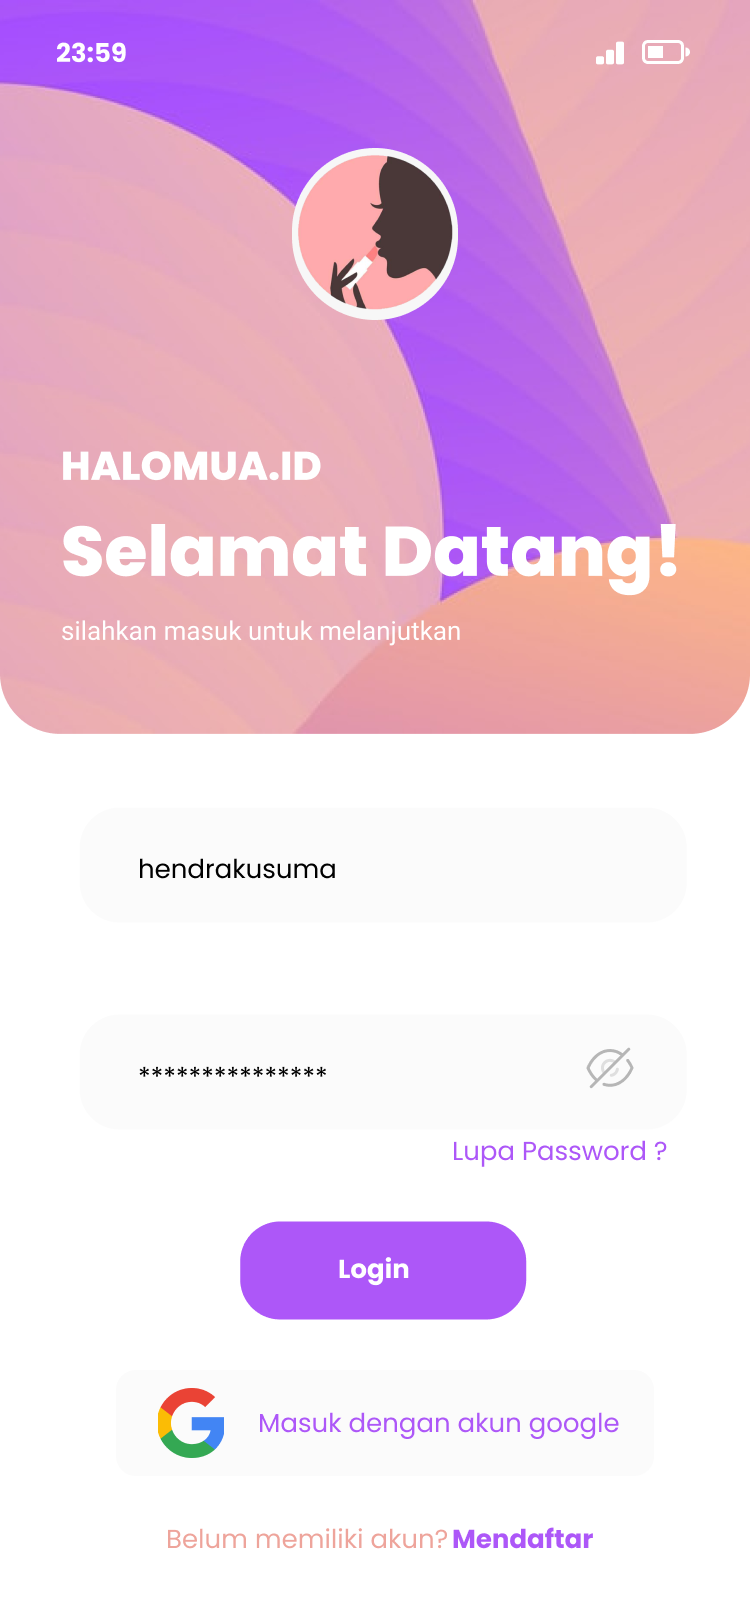 23:59
HALOMUA.ID
Selamat Datang!
silahkan masuk untuk melanjutkan
hendrakusuma
***************
Lupa Password ?
Login
Masuk dengan akun google
Belum memiliki akun? Mendaftar